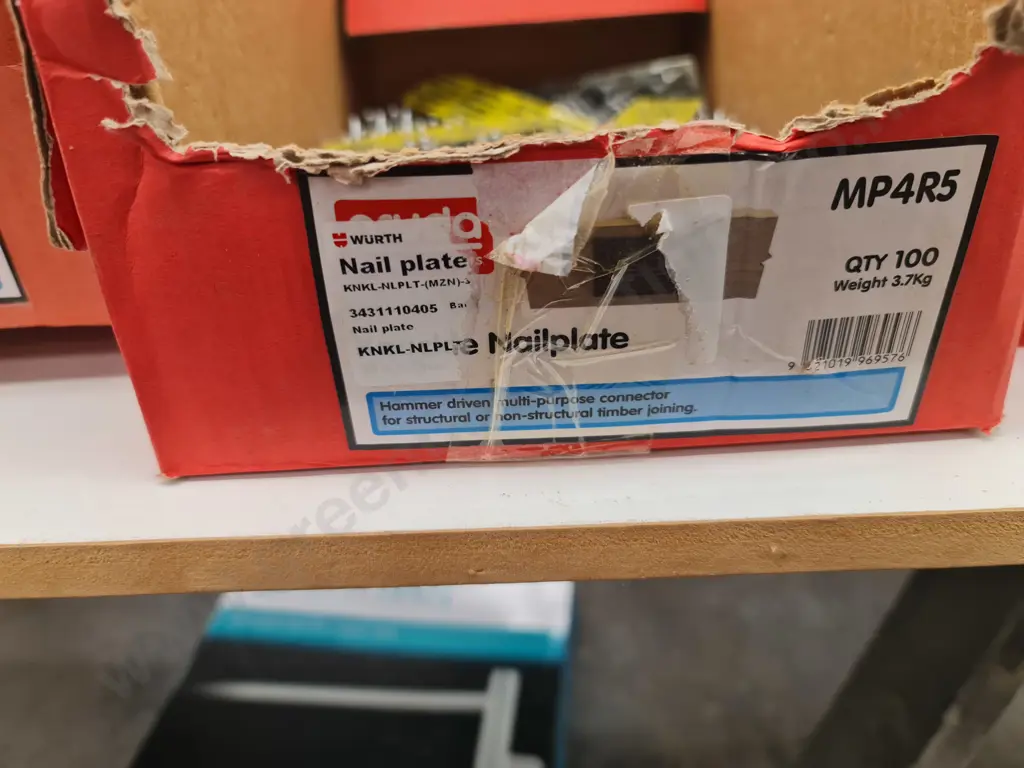 MP4R5
WÜRTH
Nail plate
KNKL-NLPLT-(MZN)-
QTY 100
Weight 3.7Kg
3431110405
Nail plate
KNKL-NLPLT
Nailplate
Hammer driven multi-purpose connector
for structural or non-structural timber joining.